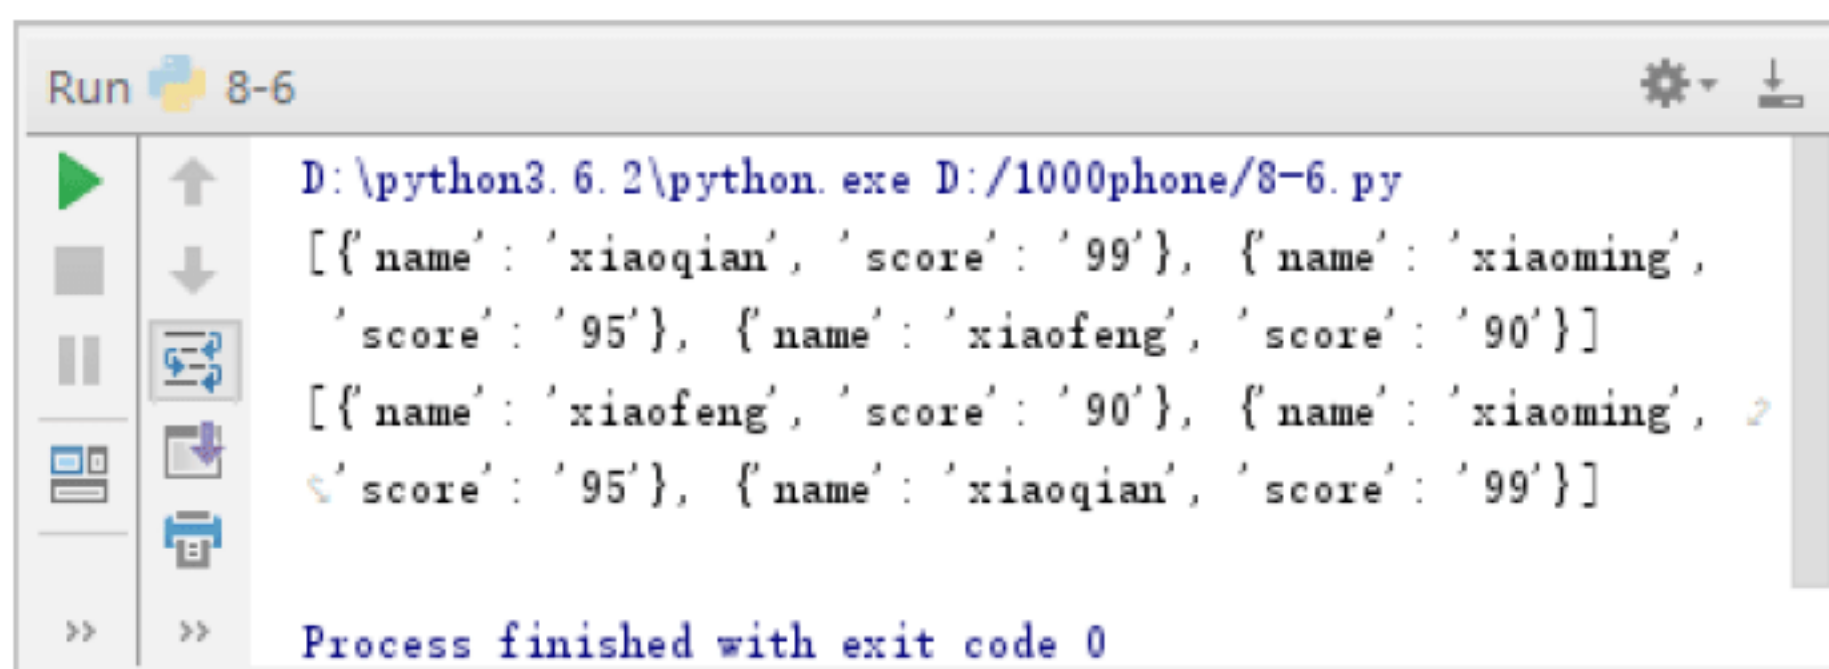 Run 8-6
D:\python3.6.2\python.exe D:/1000phone/8-6.py
[{'name': 'xiaoqian', 'score': '99'}, {'name': 'xiaoming',
'score': '95'}, {'name': 'xiaofeng', 'score': '90'}]
[{'name': 'xiaofeng', 'score': '90'}, {'name': 'xiaoming',
'score': '95'}, {'name': 'xiaoqian', 'score': '99'}]
Process finished with exit code 0